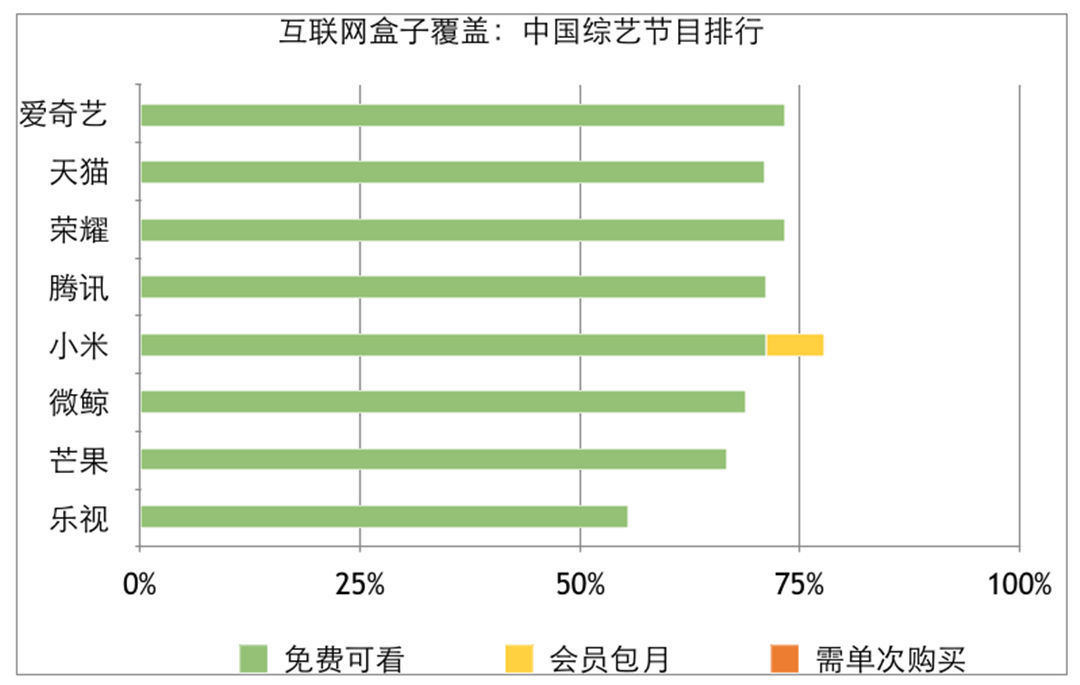 互联网盒子覆盖：中国综艺节目排行
爱奇艺
天猫
荣耀
腾讯
小米
微鲸
芒果
乐视
0% 25% 50% 75% 100%
免费可看 会员包月 需单次购买